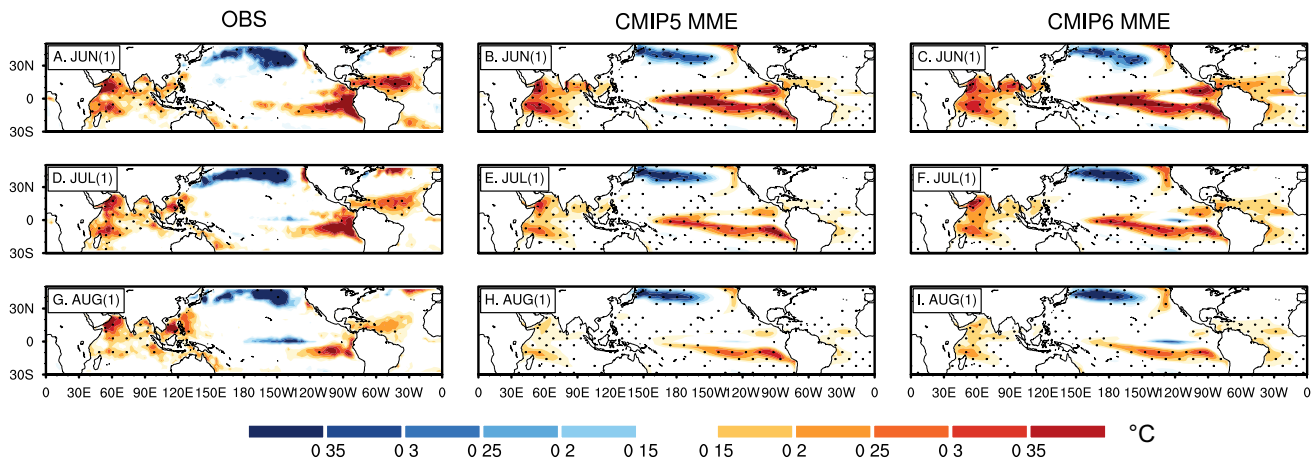 OBS CMIP5 MME CMIP6 MME
30N A. JUN(1) B. JUN(1) C. JUN(1)
0
30S
30N D. JUL(1) E. JUL(1) F. JUL(1)
0
30S
30N G. AUG(1) H. AUG(1) I. AUG(1)
0
30S
0 30E 60E 90E 120E 150E 180 150W 120W 90W 60W 30W 0 30E 60E 90E 120E 150E 180 150W 120W 90W 60W 30W 0 30E 60E 90E 120E 150E 180 150W 120W 90W 60W 30W 0
0 35 0 3 0 25 0 2 0 15 0 15 0 2 0 25 0 3 0 35 °C